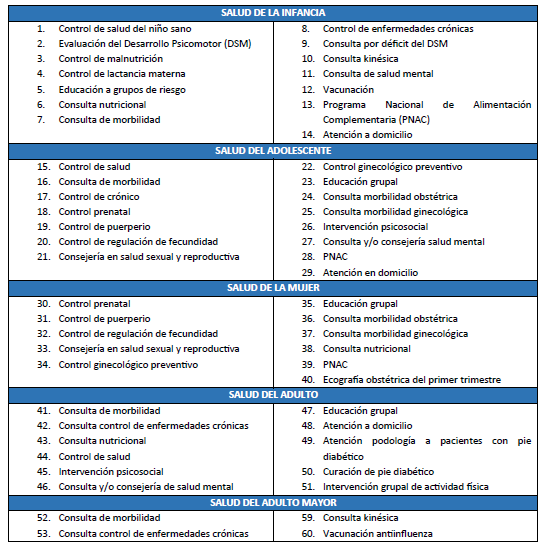 SALUD DE LA INFANCIA
1. Control de salud del niño sano
2. Evaluación del Desarrollo Psicomotor (DSM)
3. Control de malnutrición
4. Control de lactancia materna
5. Educación a grupos de riesgo
6. Consulta nutricional
7. Consulta de morbilidad
8. Control de enfermedades crónicas
9. Consulta por déficit del DSM
10. Consulta kinésica
11. Consulta de salud mental
12. Vacunación
13. Programa Nacional de Alimentación
Complementaria (PNAC)
14. Atención a domicilio
SALUD DEL ADOLESCENTE
15. Control de salud
16. Consulta de morbilidad
17. Control de crónico
18. Control prenatal
19. Control de puerperio
20. Control de regulación de fecundidad
21. Consejería en salud sexual y reproductiva
22. Control ginecológico preventivo
23. Educación grupal
24. Consulta morbilidad obstétrica
25. Consulta morbilidad ginecológica
26. Intervención psicosocial
27. Consulta y/o consejería salud mental
28. PNAC
29. Atención en domicilio
SALUD DE LA MUJER
30. Control prenatal
31. Control de puerperio
32. Control de regulación de fecundidad
33. Consejería en salud sexual y reproductiva
34. Control ginecológico preventivo
35. Educación grupal
36. Consulta morbilidad obstétrica
37. Consulta morbilidad ginecológica
38. Consulta nutricional
39. PNAC
40. Ecografía obstétrica del primer trimestre
SALUD DEL ADULTO
41. Consulta de morbilidad
42. Consulta control de enfermedades crónicas
43. Consulta nutricional
44. Control de salud
45. Intervención psicosocial
46. Consulta y/o consejería de salud mental
47. Educación grupal
48. Atención a domicilio
49. Atención podología a pacientes con pie
diabético
50. Curación de pie diabético
51. Intervención grupal de actividad física
SALUD DEL ADULTO MAYOR
52. Consulta de morbilidad
53. Consulta control de enfermedades crónicas
59. Consulta kinésica
60. Vacunación antiinfluenza